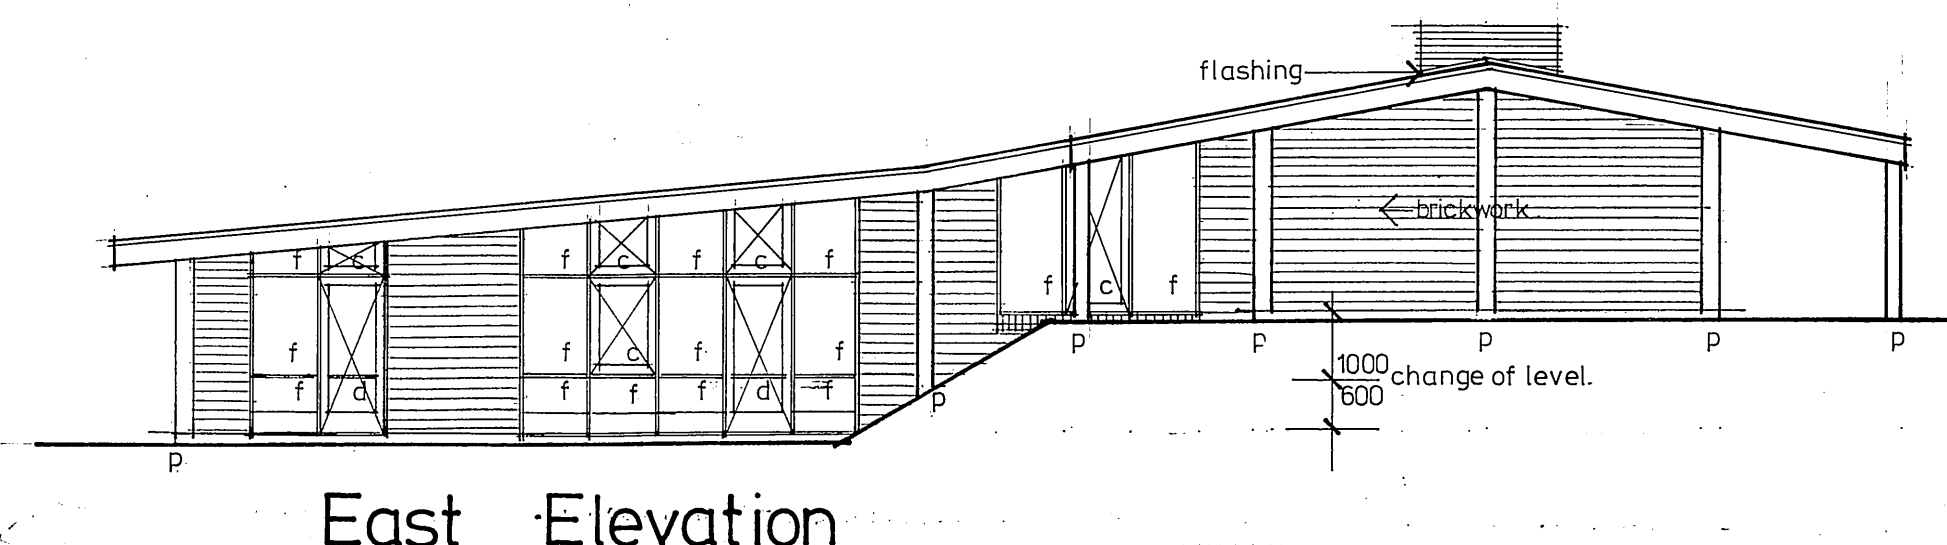 flashing
brickwork
f c f c f c f
f c f
f f c f f
f d f f f d f
p p p p p p p
1000
600
change of level.
East Elevation